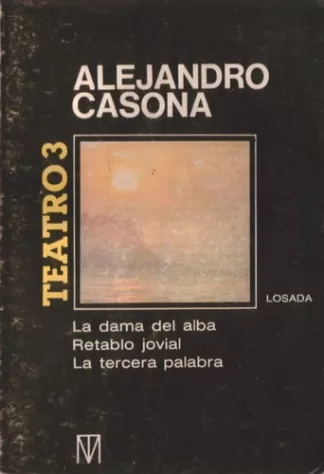 ALEJANDRO
CASONA
TEATRO 3
LOSADA
La dama del alba
Retablo jovial
La tercera palabra